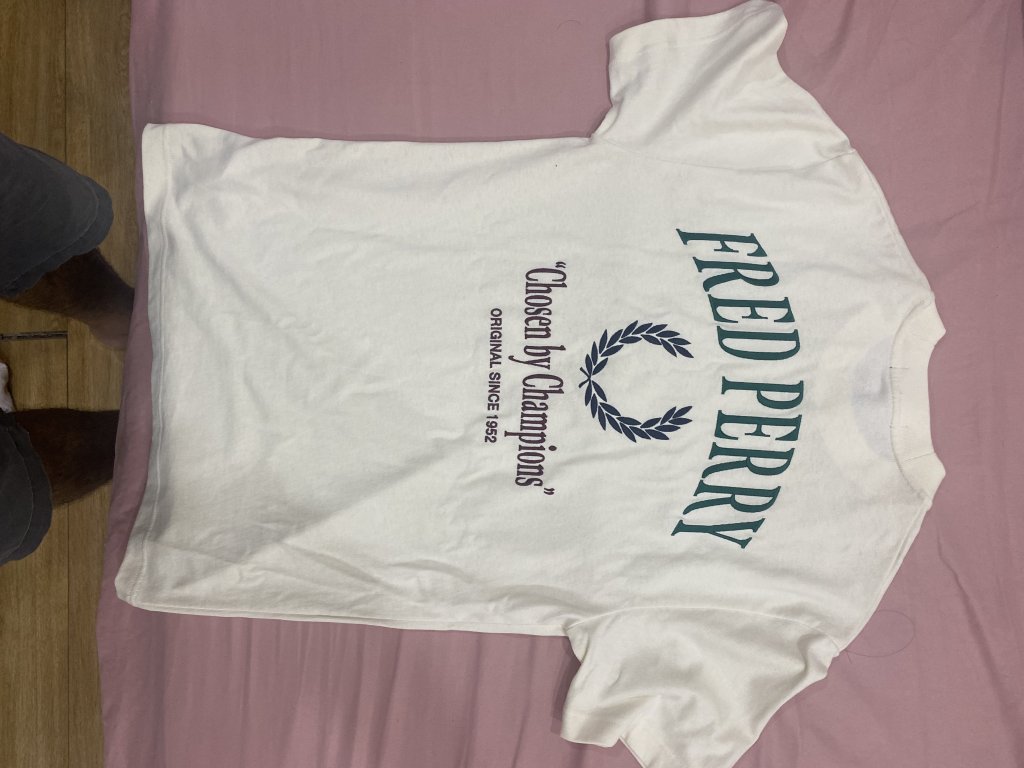 FRED PERRY
“Chosen by Champions”
ORIGINAL SINCE 1952